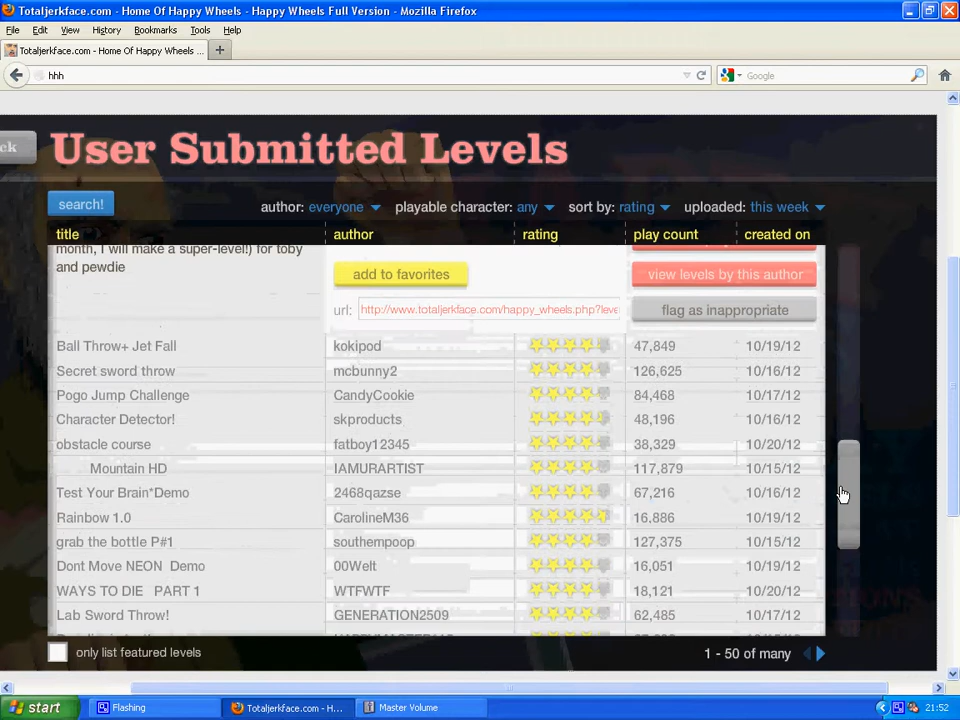 Totaljerkface.com - Home Of Happy Wheels - Happy Wheels Full Version - Mozilla Firefox
File Edit View History Bookmarks Tools Help
Totaljerkface.com - Home Of Happy Wheels ... +
hhh Google
ck User Submitted Levels
search! author: everyone playable character: any sort by: rating uploaded: this week
title author rating play count created on
month, I will make a super-level!) for toby
and pewdie
add to favorites view levels by this author
url: http://www.totaljerkface.com/happy_wheels.php?leve flag as inappropriate
Ball Throw+ Jet Fall kokipod 47,849 10/19/12
Secret sword throw mcbunny2 126,625 10/16/12
Pogo Jump Challenge CandyCookie 84,468 10/17/12
Character Detector! skproducts 48,196 10/16/12
obstacle course fatboy12345 38,329 10/20/12
Mountain HD IAMURARTIST 117,879 10/15/12
Test Your Brain*Demo 2468qazse 67,216 10/16/12
Rainbow 1.0 CarolineM36 16,886 10/19/12
grab the bottle P#1 southernpoop 127,375 10/15/12
Dont Move NEON Demo 00Welt 16,051 10/19/12
WAYS TO DIE PART 1 WTFWTF 18,121 10/20/12
Lab Sword Throw! GENERATION2509 62,485 10/17/12
only list featured levels 1 - 50 of many
start Flashing Totaljerkface.com - H... Master Volume 21:52